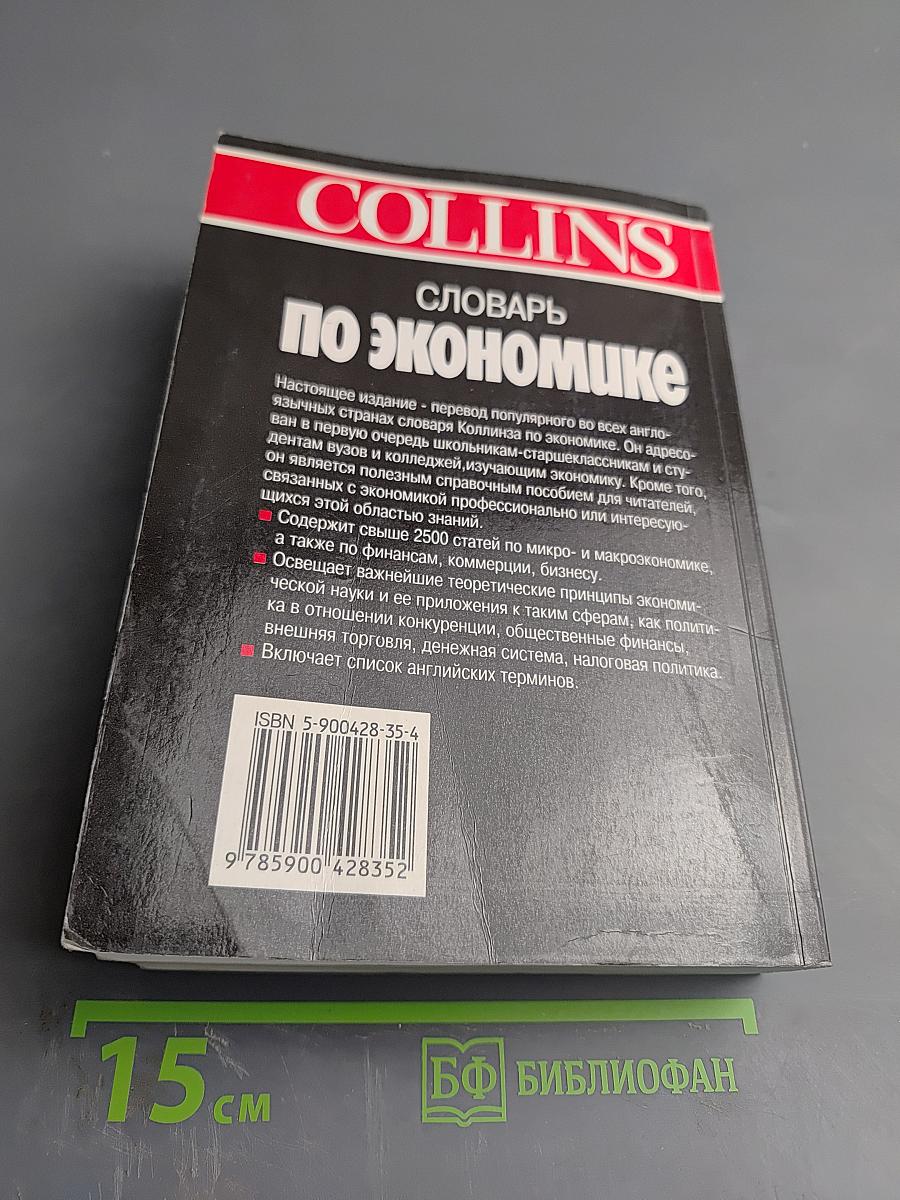 COLLINS
СЛОВАРЬ
по экономике
Настоящее издание - перевод популярного во всех англо-
язычных странах словаря Коллинза по экономике. Он адресо-
ван в первую очередь школьникам-старшеклассникам и сту-
дентам вузов и колледжей,изучающим экономику. Кроме того,
он является полезным справочным пособием для читателей,
связанных с экономикой профессионально или интересую-
щихся этой областью знаний.
Содержит свыше 2500 статей по микро- и макроэкономике,
а также по финансам, коммерции, бизнесу.
Освещает важнейшие теоретические принципы экономи-
ческой науки и ее приложения к таким сферам, как полити-
ка в отношении конкуренции, общественные финансы,
внешняя торговля, денежная система, налоговая политика.
Включает список английских терминов.
ISBN 5-900428-35-4
9 785900 428352
15 см
БФ БИБЛИОФАН